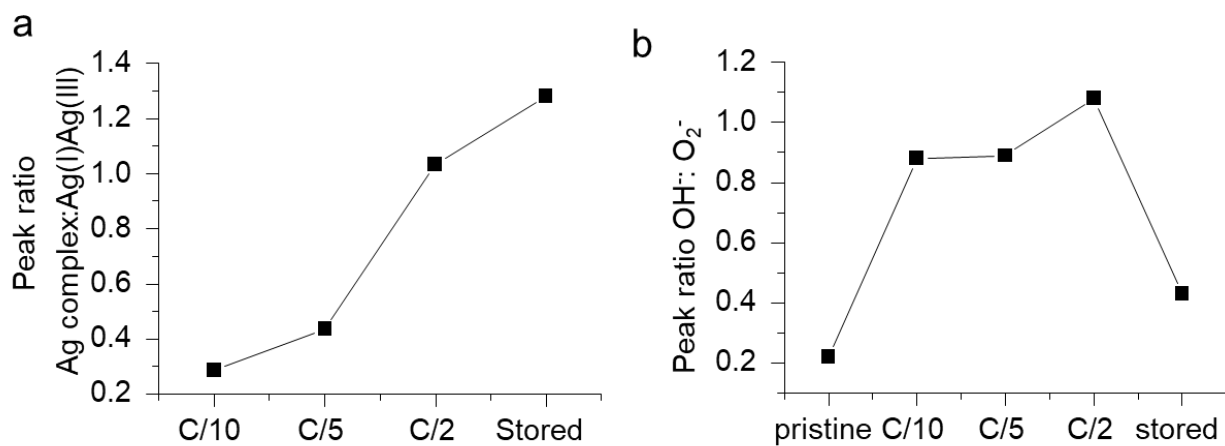 a
Peak ratio
Ag complex:Ag(I)Ag(III)
1.4
1.2
1.0
0.8
0.6
0.4
0.2
C/10 C/5 C/2 Stored
b
Peak ratio OH⁻: O₂⁻
1.2
1.0
0.8
0.6
0.4
0.2
pristine C/10 C/5 C/2 stored